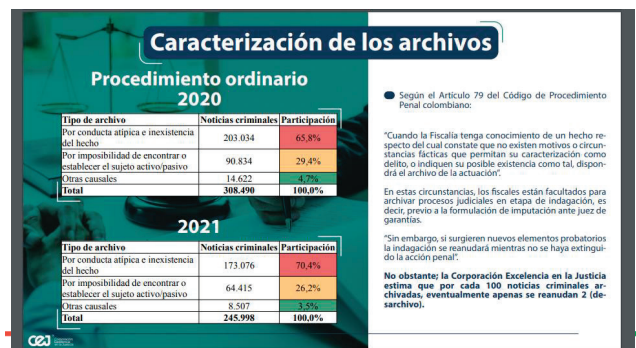 Caracterización de los archivos
Procedimiento ordinario
2020
Tipo de archivo Noticias criminales Participación
Por conducta atípica e inexistencia
del hecho 203.034 65,8%
Por imposibilidad de encontrar o
establecer el sujeto activo/pasivo 90.834 29,4%
Otras causales 14.622 4,7%
Total 308.490 100,0%
2021
Tipo de archivo Noticias criminales Participación
Por conducta atípica e inexistencia
del hecho 173.076 70,4%
Por imposibilidad de encontrar o
establecer el sujeto activo/pasivo 64.415 26,2%
Otras causales 8.507 3,5%
Total 245.998 100,0%
Según el Artículo 79 del Código de Procedimiento
Penal colombiano:
"Cuando la Fiscalía tenga conocimiento de un hecho re-
specto del cual constate que no existen motivos o circun-
stancias fácticas que permitan su caracterización como
delito, o indiquen su posible existencia como tal, dispon-
drá el archivo de la actuación".
En estas circunstancias, los fiscales están facultados para
archivar procesos judiciales en etapa de indagación, es
decir, previo a la formulación de imputación ante juez de
garantías.
"Sin embargo, si surgieren nuevos elementos probatorios
la indagación se reanudará mientras no se haya extingui-
do la acción penal".
No obstante; la Corporación Excelencia en la Justicia
estima que por cada 100 noticias criminales ar-
chivadas, eventualmente apenas se reanudan 2 (de-
sarchivo).
CEJ